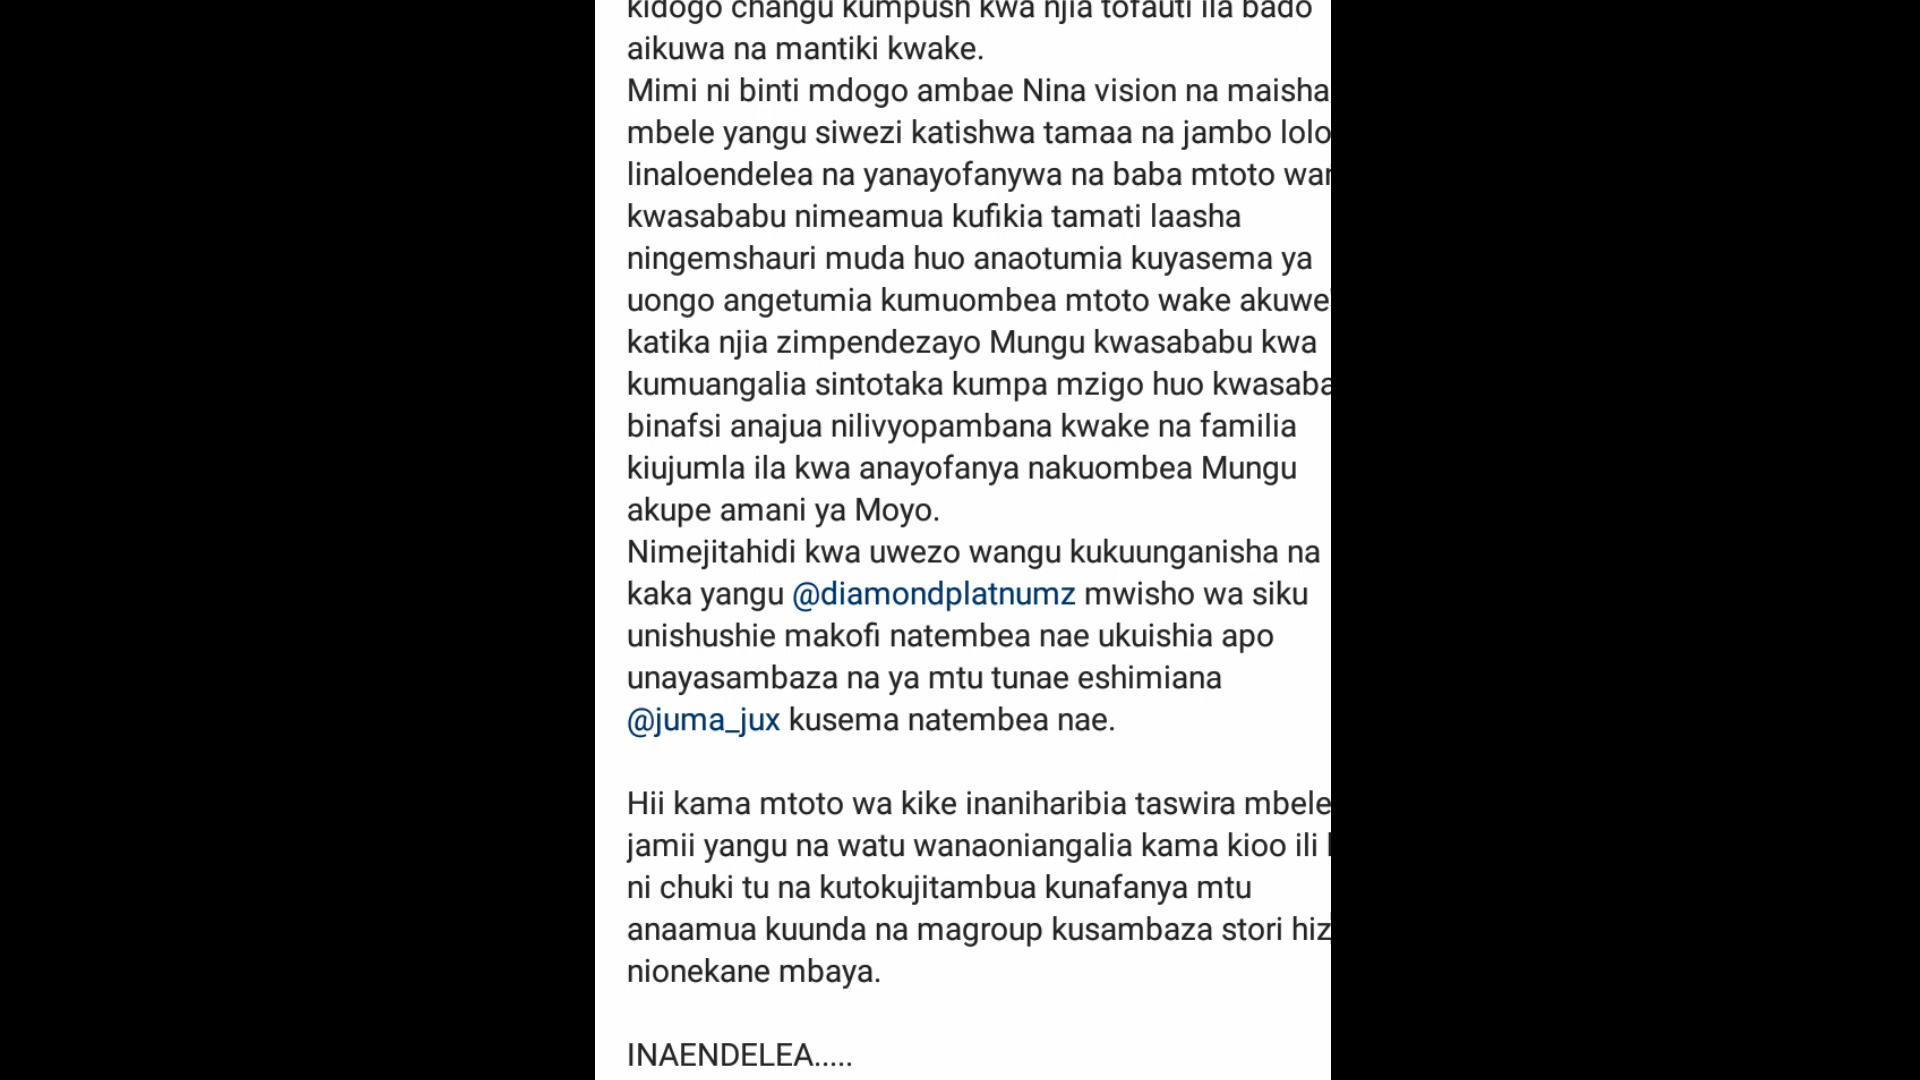 kidogo changu kumpush kwa njia tofauti ila bado
aikuwa na mantiki kwake.
Mimi ni binti mdogo ambae Nina vision na maisha
mbele yangu siwezi katishwa tamaa na jambo lolo
linaloendelea na yanayofanywa na baba mtoto
kwasababu nimeamua kufikia tamati laasha
ningemshauri muda huo anaotumia kuyasema ya
uongo angetumia kumuombea mtoto wake akuwe
katika njia zimpendezayo Mungu kwasababu kwa
kumuangalia sintotaka kumpa mzigo huo kwasaba
binafsi anajua nilivyopambana kwake na familia
kiujumla ila kwa anayofanya nakuombea Mungu
akupe amani ya Moyo.
Nimejitahidi kwa uwezo wangu kukuunganisha na
kaka yangu @diamondplatnumz mwisho wa siku
unishushie makofi natembea nae ukuishia apo
unayasambaza na ya mtu tunae eshimiana
@juma_jux kusema natembea nae.
Hii kama mtoto wa kike inaniharibia taswira mbele
jamii yangu na watu wanaoniangalia kama kioo ili
ni chuki tu na kutokujitambua kunafanya mtu
anaamua kuunda na magroup kusambaza stori hiz
nionekane mbaya.
INAENDELEA.....